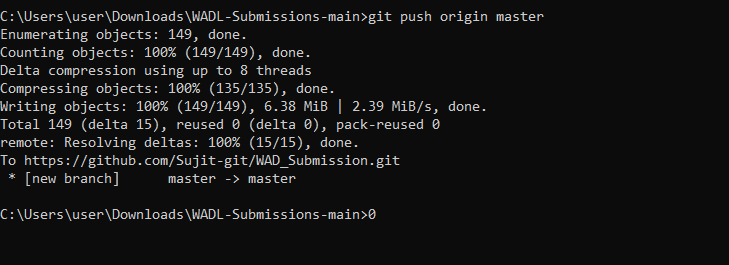 C:\Users\user\Downloads\WADL-Submissions-main>git push origin master
Enumerating objects: 149, done.
Counting objects: 100% (149/149), done.
Delta compression using up to 8 threads
Compressing objects: 100% (135/135), done.
Writing objects: 100% (149/149), 6.38 MiB | 2.39 MiB/s, done.
Total 149 (delta 15), reused 0 (delta 0), pack-reused 0
remote: Resolving deltas: 100% (15/15), done.
To https://github.com/Sujit-git/WAD_Submission.git
 * [new branch]      master -> master
C:\Users\user\Downloads\WADL-Submissions-main>0